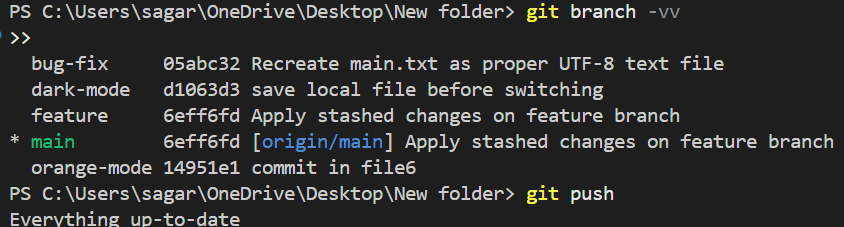 PS C:\Users\sagar\OneDrive\Desktop\New folder> git branch -vv
>>
  bug-fix     05abc32 Recreate main.txt as proper UTF-8 text file
  dark-mode   d1063d3 save local file before switching
  feature     6eff6fd Apply stashed changes on feature branch
* main        6eff6fd [origin/main] Apply stashed changes on feature branch
  orange-mode 14951e1 commit in file6
PS C:\Users\sagar\OneDrive\Desktop\New folder> git push
Everything up-to-date